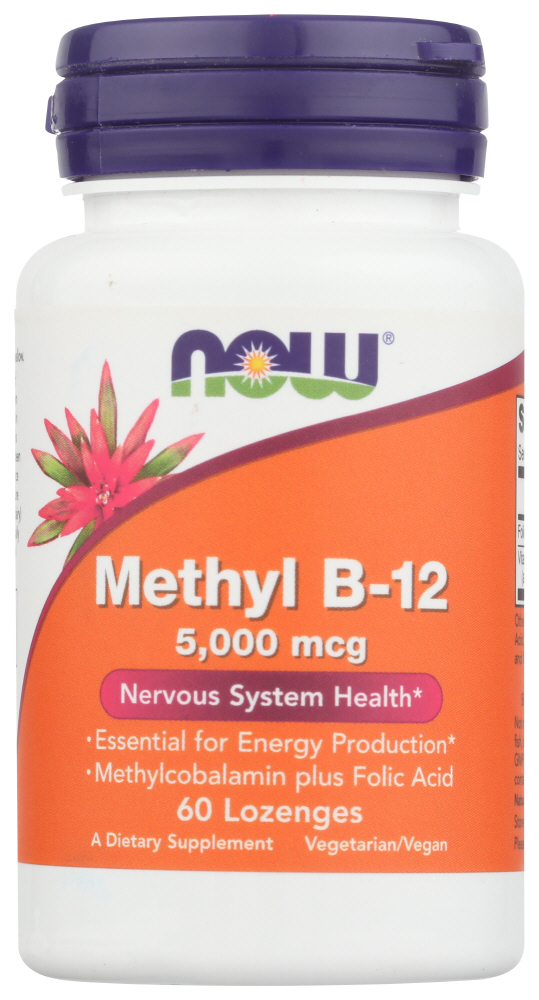 now®
Methyl B-12
5,000 mcg
Nervous System Health*
•Essential for Energy Production*
•Methylcobalamin plus Folic Acid
60 Lozenges
A Dietary Supplement Vegetarian/Vegan